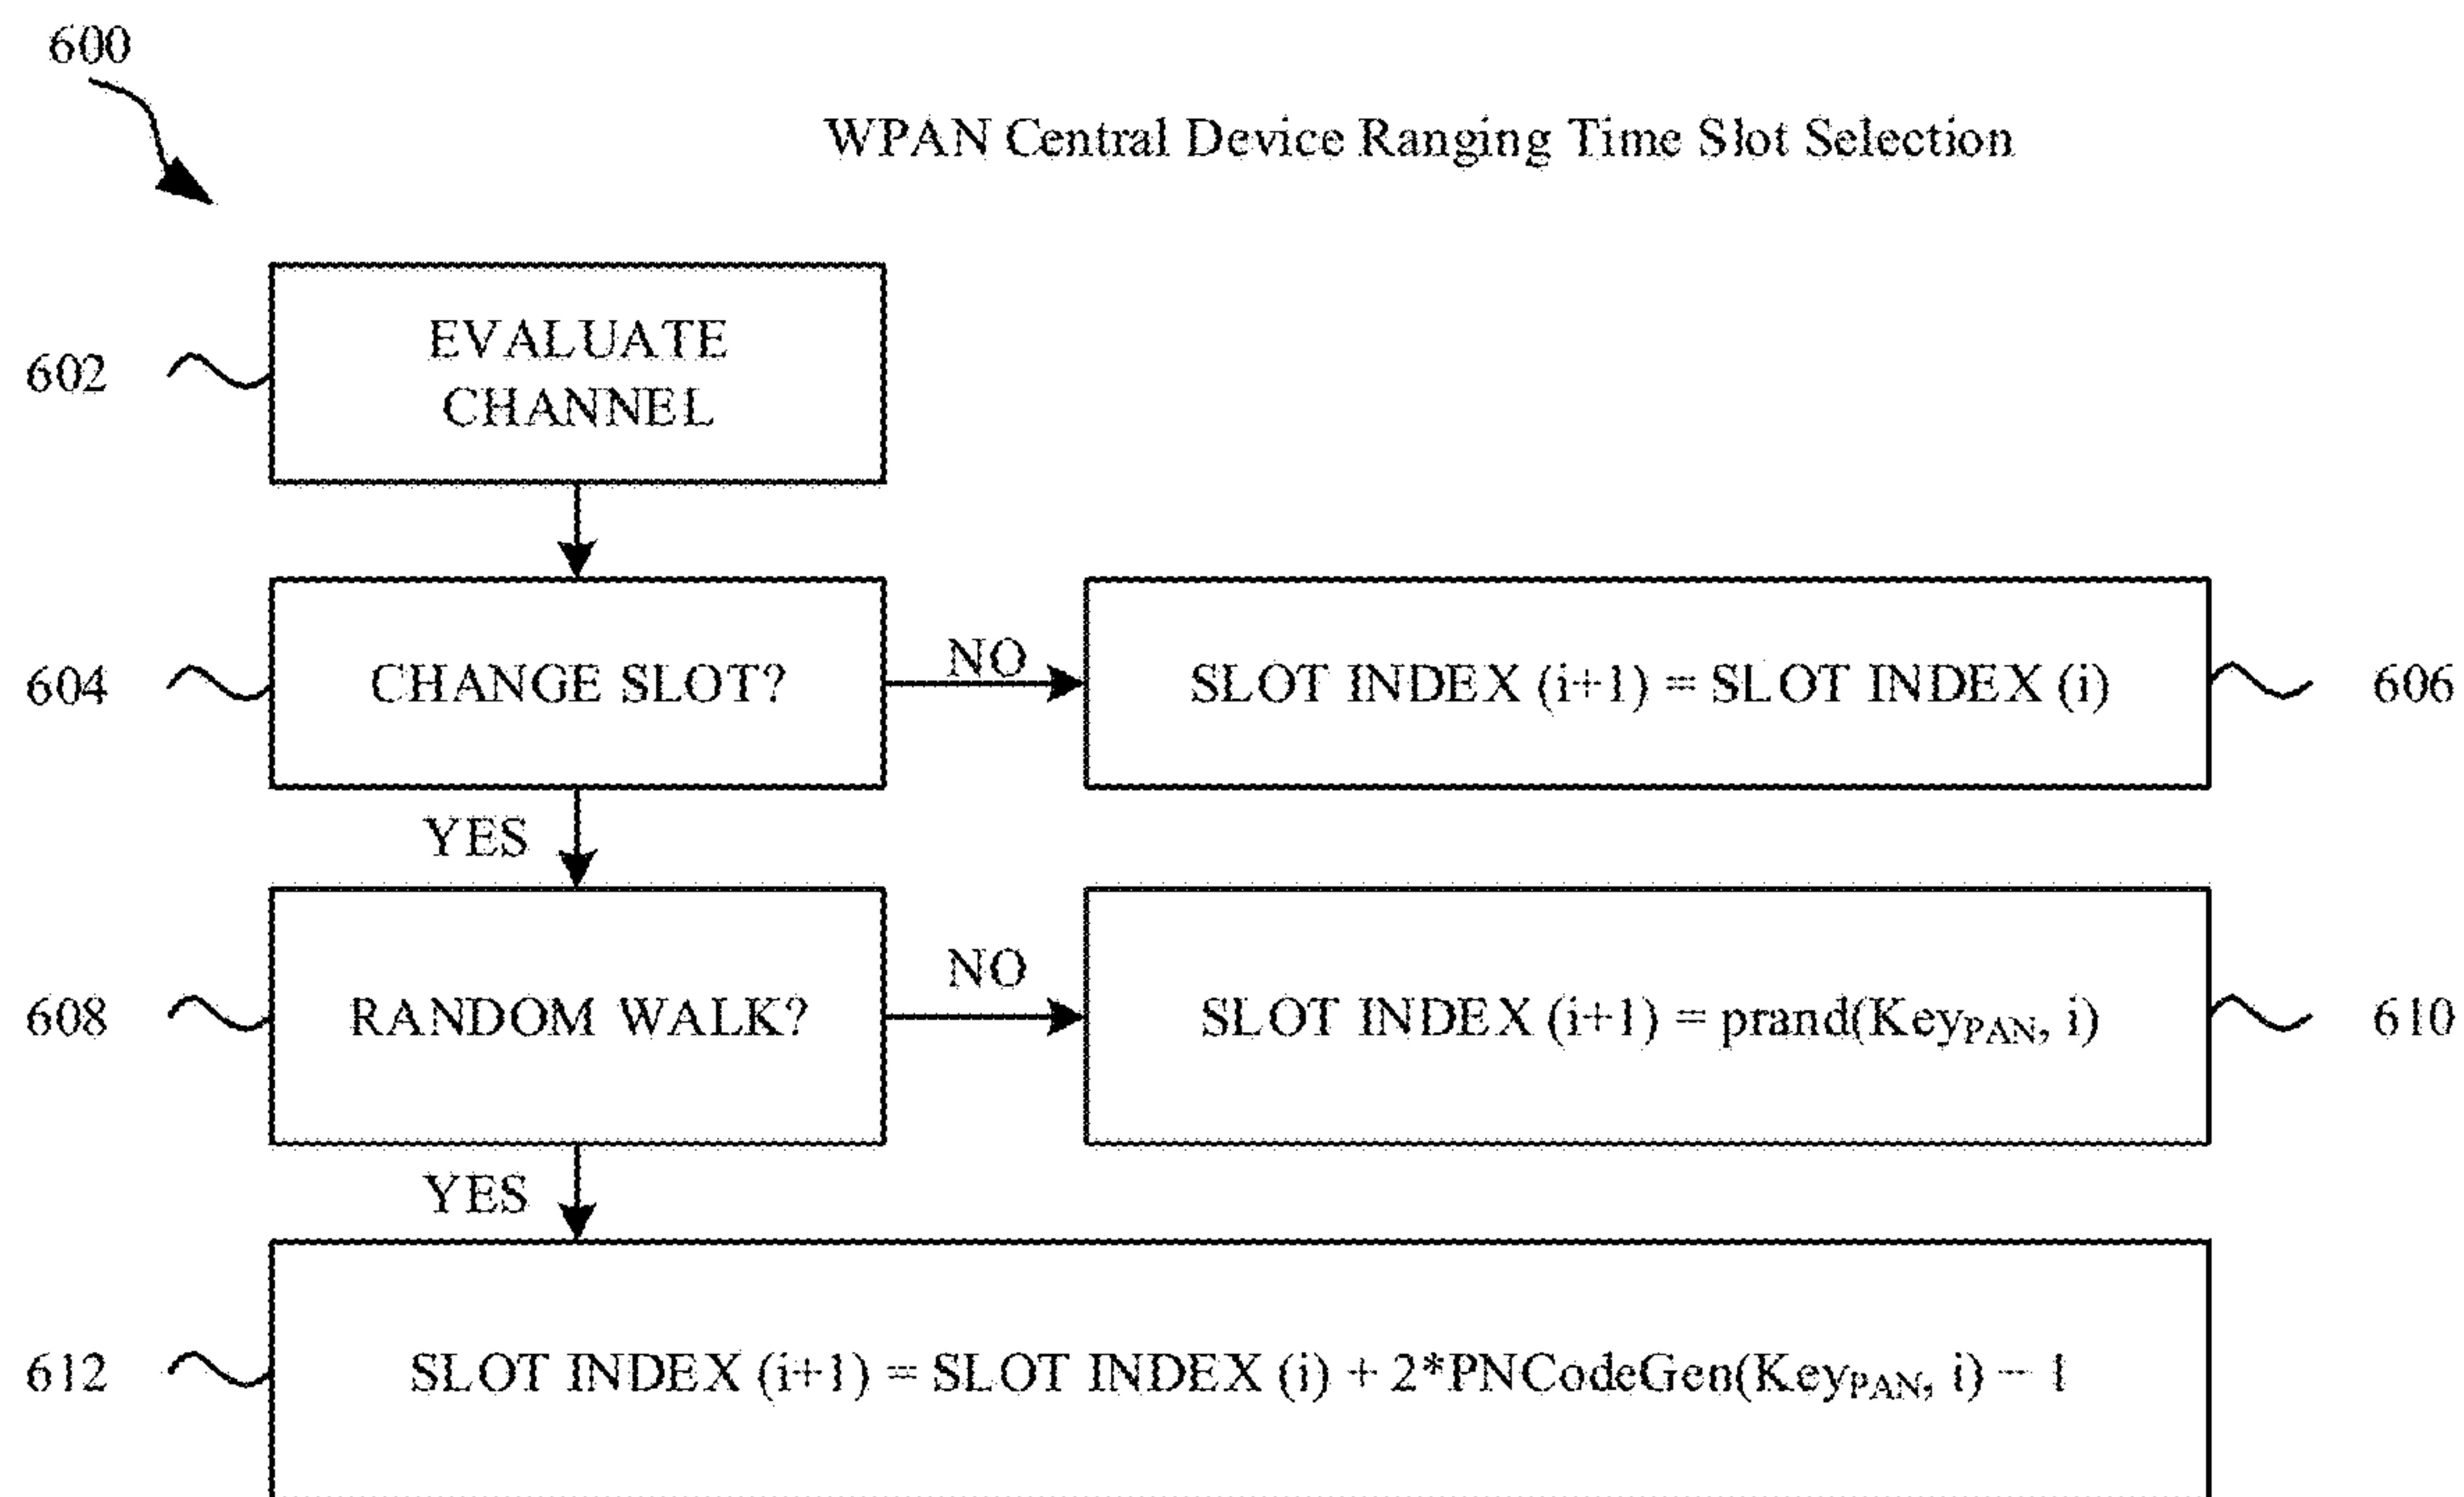 600
WPAN Central Device Ranging Time Slot Selection
602
EVALUATE
CHANNEL
604
CHANGE SLOT?
NO
SLOT INDEX (i+1) = SLOT INDEX (i)
606
YES
608
RANDOM WALK?
NO
SLOT INDEX (i+1) = prand(KeyPAN, i)
610
YES
612
SLOT INDEX (i+1) = SLOT INDEX (i) + 2*PNCodeGen(KeyPAN, i) − 1